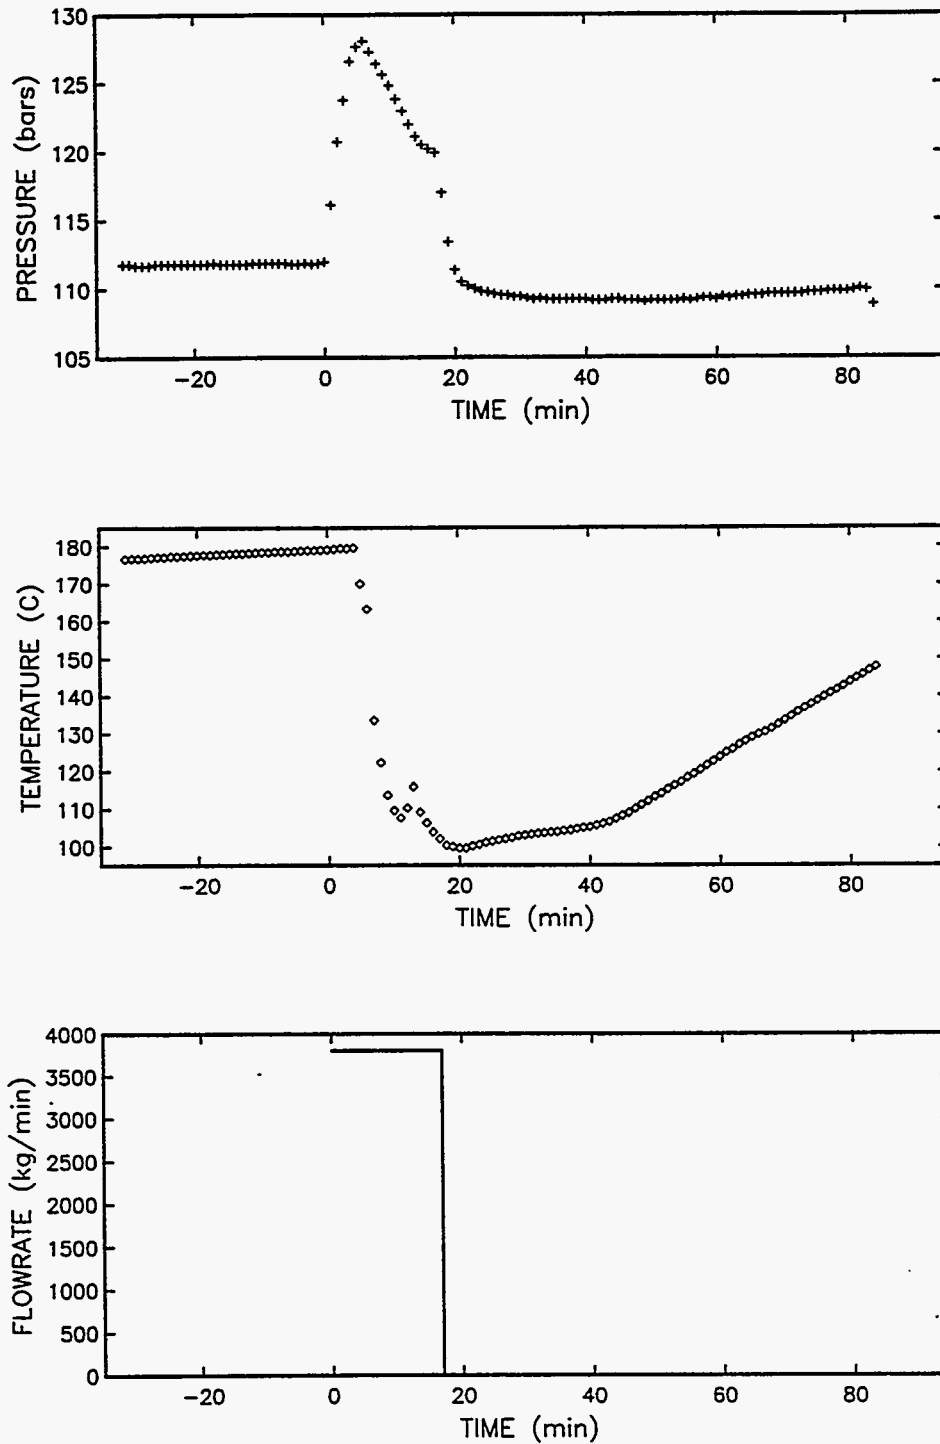 130
125
120
115
110
105
PRESSURE (bars)
−20 0 20 40 60 80
TIME (min)
180
170
160
150
140
130
120
110
100
TEMPERATURE (C)
−20 0 20 40 60 80
TIME (min)
4000
3500
3000
2500
2000
1500
1000
500
0
FLOWRATE (kg/min)
−20 0 20 40 60 80
TIME (min)